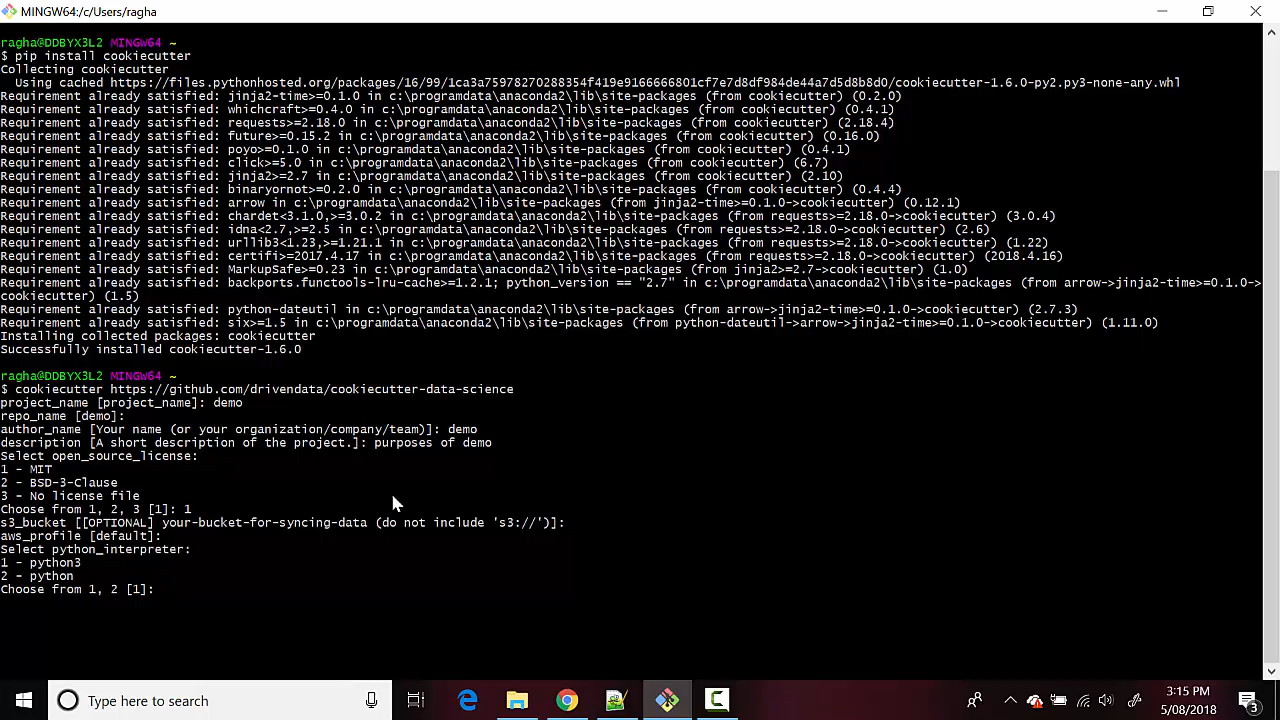 MINGW64:/c/Users/ragha
ragha@DDBYX3L2 MINGW64 ~
$ pip install cookiecutter
Collecting cookiecutter
  Using cached https://files.pythonhosted.org/packages/16/99/1ca3a75978270288354f419e9166666801cf7e7d8df984de44a7d5d8b8d0/cookiecutter-1.6.0-py2.py3-none-any.whl
Requirement already satisfied: jinja2-time>=0.1.0 in c:\programdata\anaconda2\lib\site-packages (from cookiecutter) (0.2.0)
Requirement already satisfied: whichcraft>=0.4.0 in c:\programdata\anaconda2\lib\site-packages (from cookiecutter) (0.4.1)
Requirement already satisfied: requests>=2.18.0 in c:\programdata\anaconda2\lib\site-packages (from cookiecutter) (2.18.4)
Requirement already satisfied: future>=0.15.2 in c:\programdata\anaconda2\lib\site-packages (from cookiecutter) (0.16.0)
Requirement already satisfied: poyo>=0.1.0 in c:\programdata\anaconda2\lib\site-packages (from cookiecutter) (0.4.1)
Requirement already satisfied: click>=5.0 in c:\programdata\anaconda2\lib\site-packages (from cookiecutter) (6.7)
Requirement already satisfied: jinja2>=2.7 in c:\programdata\anaconda2\lib\site-packages (from cookiecutter) (2.10)
Requirement already satisfied: binaryornot>=0.2.0 in c:\programdata\anaconda2\lib\site-packages (from cookiecutter) (0.4.4)
Requirement already satisfied: arrow in c:\programdata\anaconda2\lib\site-packages (from jinja2-time>=0.1.0->cookiecutter) (0.12.1)
Requirement already satisfied: chardet<3.1.0,>=3.0.2 in c:\programdata\anaconda2\lib\site-packages (from requests>=2.18.0->cookiecutter) (3.0.4)
Requirement already satisfied: idna<2.7,>=2.5 in c:\programdata\anaconda2\lib\site-packages (from requests>=2.18.0->cookiecutter) (2.6)
Requirement already satisfied: urllib3<1.23,>=1.21.1 in c:\programdata\anaconda2\lib\site-packages (from requests>=2.18.0->cookiecutter) (1.22)
Requirement already satisfied: certifi>=2017.4.17 in c:\programdata\anaconda2\lib\site-packages (from requests>=2.18.0->cookiecutter) (2018.4.16)
Requirement already satisfied: MarkupSafe>=0.23 in c:\programdata\anaconda2\lib\site-packages (from jinja2>=2.7->cookiecutter) (1.0)
Requirement already satisfied: backports.functools-lru-cache>=1.2.1; python_version == "2.7" in c:\programdata\anaconda2\lib\site-packages (from arrow->jinja2-time>=0.1.0->
cookiecutter) (1.5)
Requirement already satisfied: python-dateutil in c:\programdata\anaconda2\lib\site-packages (from arrow->jinja2-time>=0.1.0->cookiecutter) (2.7.3)
Requirement already satisfied: six>=1.5 in c:\programdata\anaconda2\lib\site-packages (from python-dateutil->arrow->jinja2-time>=0.1.0->cookiecutter) (1.11.0)
Installing collected packages: cookiecutter
Successfully installed cookiecutter-1.6.0
ragha@DDBYX3L2 MINGW64 ~
$ cookiecutter https://github.com/drivendata/cookiecutter-data-science
project_name [project_name]: demo
repo_name [demo]:
author_name [Your name (or your organization/company/team)]: demo
description [A short description of the project.]: purposes of demo
Select open_source_license:
1 - MIT
2 - BSD-3-Clause
3 - No license file
Choose from 1, 2, 3 [1]: 1
s3_bucket [[OPTIONAL] your-bucket-for-syncing-data (do not include 's3://')]:
aws_profile [default]:
Select python_interpreter:
1 - python3
2 - python
Choose from 1, 2 [1]:
Type here to search
3:15 PM
5/08/2018
3